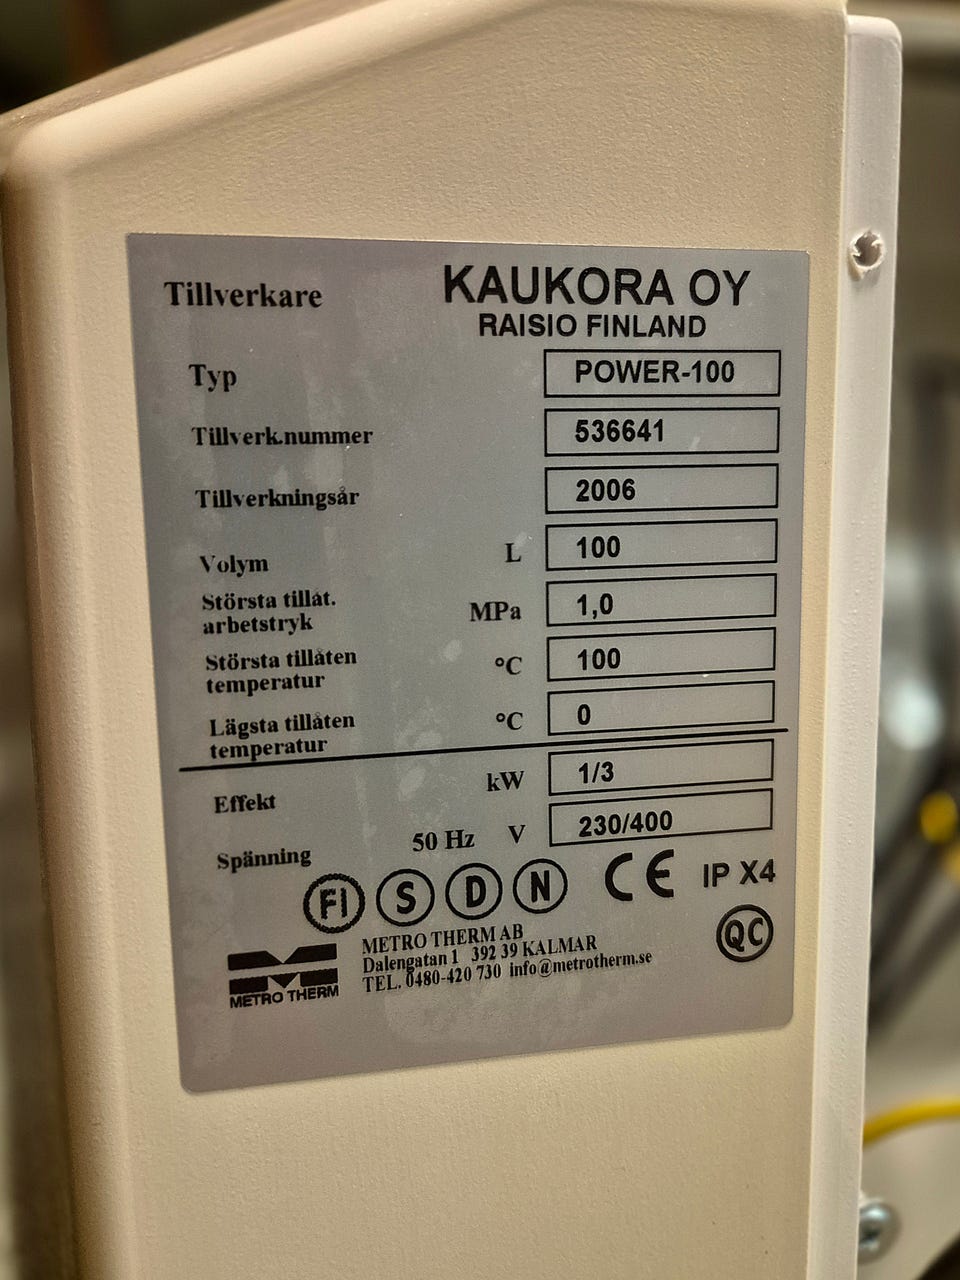 Tillverkare KAUKORA OY
RAISIO FINLAND
Typ POWER-100
Tillverk.nummer 536641
Tillverkningsår 2006
Volym L 100
Största tillåt.
arbetstryk MPa 1,0
Största tillåten
temperatur °C 100
Lägsta tillåten
temperatur °C 0
Effekt kW 1/3
Spänning 50 Hz V 230/400
FI S D N CE IP X4
QC
METRO THERM AB
Dalengatan 1 392 39 KALMAR
TEL. 0480-420 730 info@metrotherm.se
METRO THERM